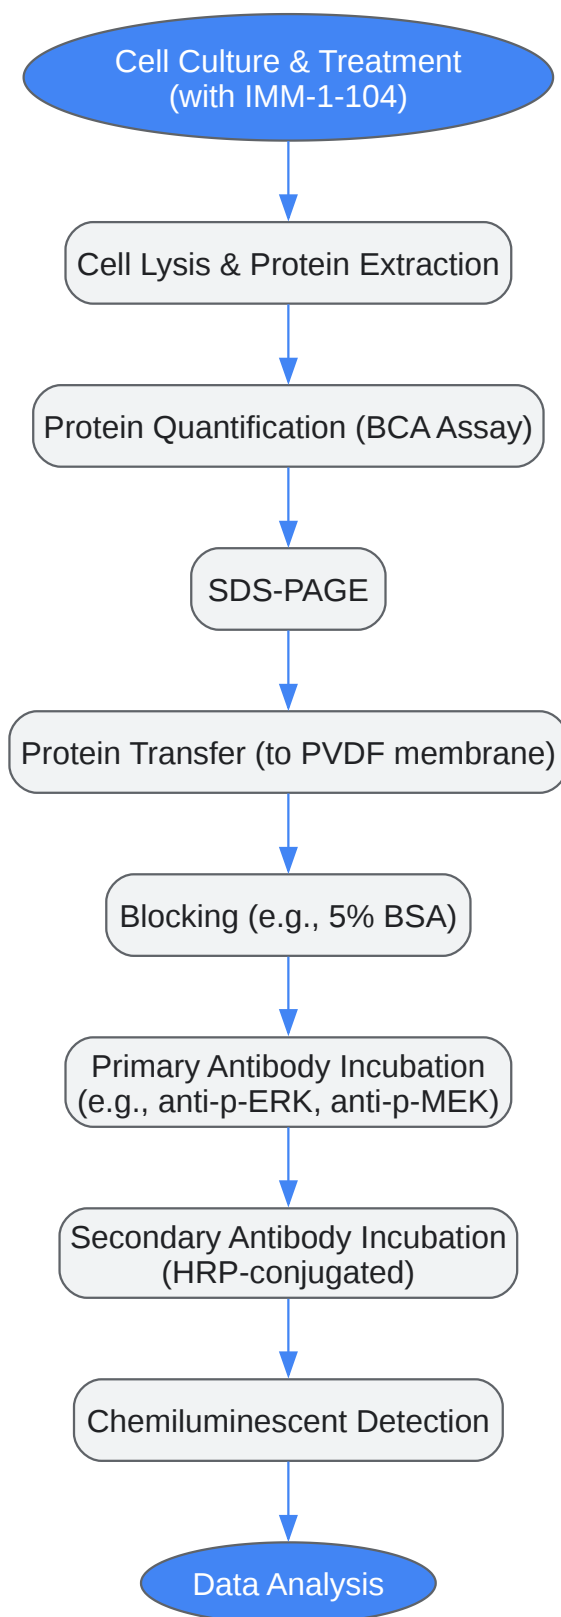 Cell Culture & Treatment
(with IMM-1-104)
Cell Lysis & Protein Extraction
Protein Quantification (BCA Assay)
SDS-PAGE
Protein Transfer (to PVDF membrane)
Blocking (e.g., 5% BSA)
Primary Antibody Incubation
(e.g., anti-p-ERK, anti-p-MEK)
Secondary Antibody Incubation
(HRP-conjugated)
Chemiluminescent Detection
Data Analysis